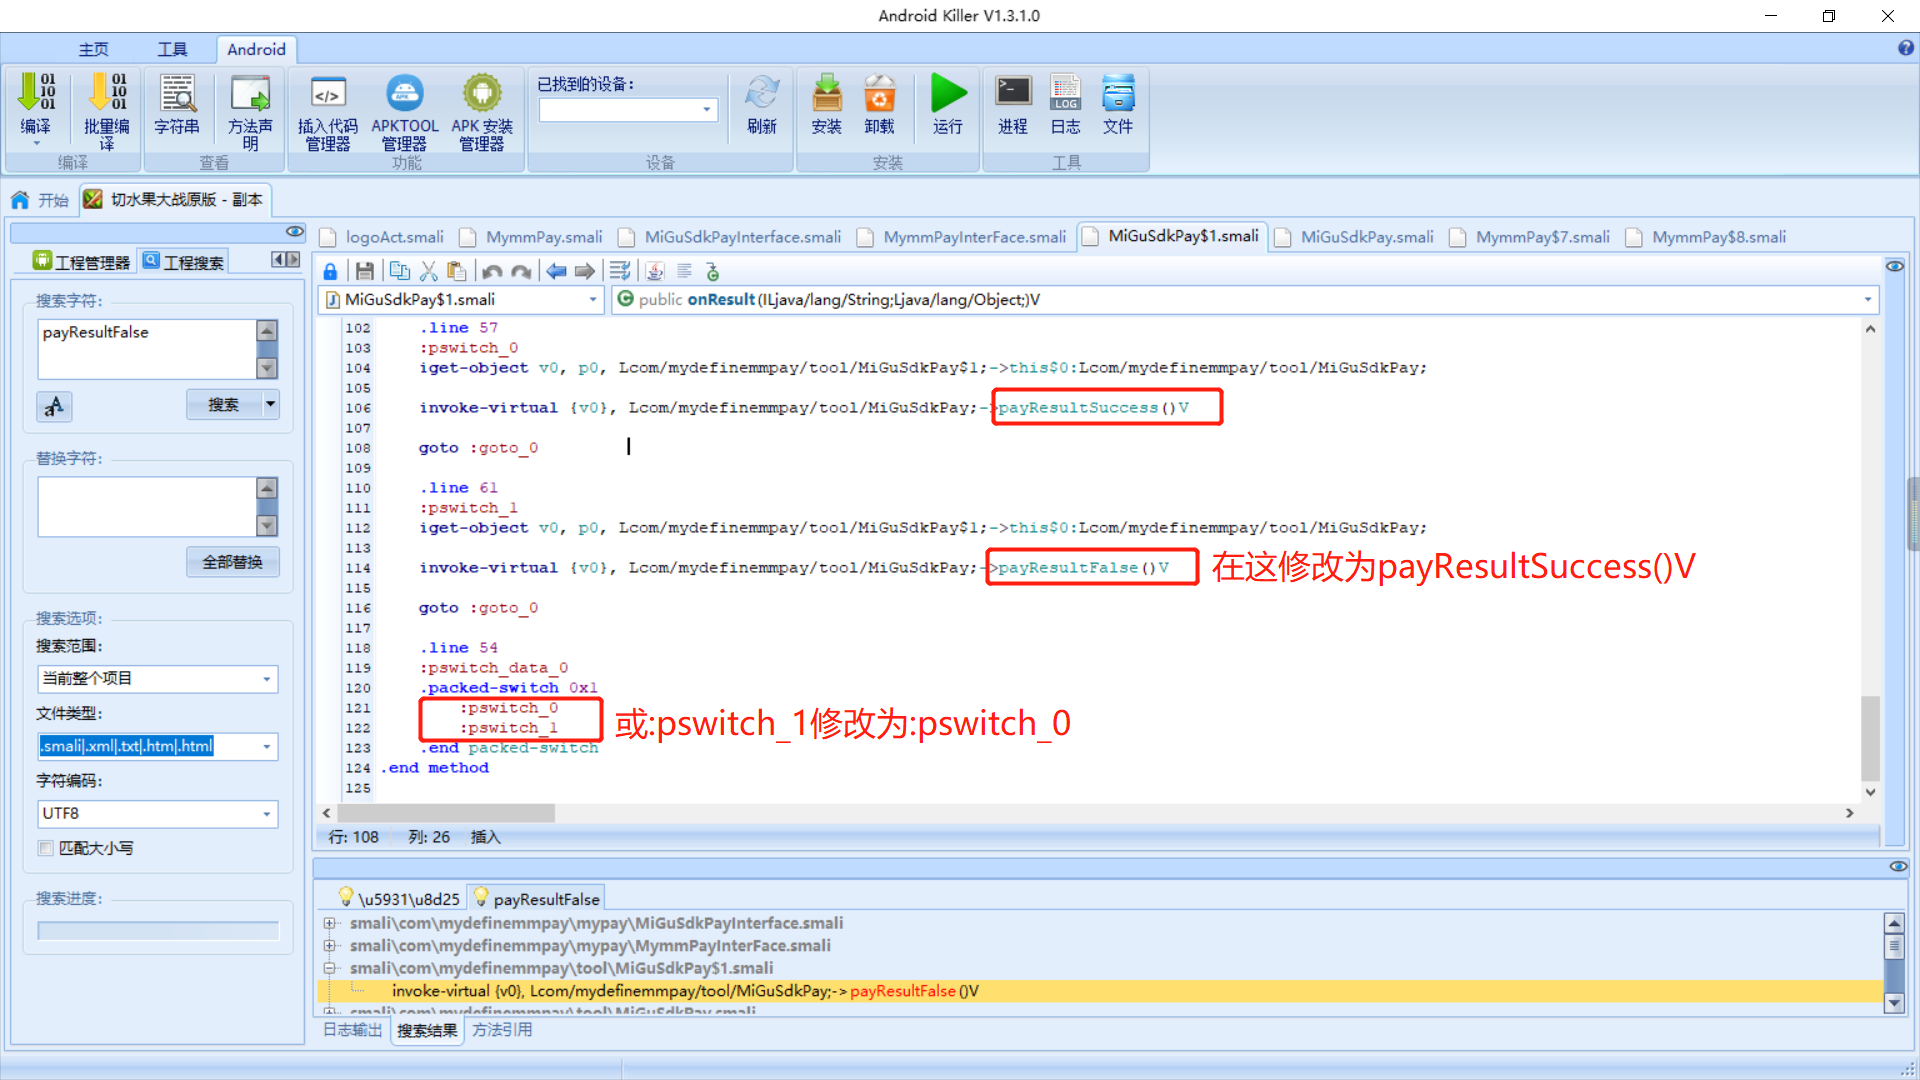 Android Killer V1.3.1.0
主页 工具 Android
编译 批量编译 字符串 方法声明 插入代码管理器 APKTOOL管理器 APK 安装管理器 已找到的设备： 刷新 安装 卸载 运行 进程 日志 文件
编译 查看 功能 设备 安装 工具
开始 切水果大战原版 - 副本
工程管理器 工程搜索
搜索字符：
payResultFalse
aA
搜索
替换字符：
全部替换
搜索选项：
搜索范围：
当前整个项目
文件类型：
.smali|.xml|.txt|.htm|.html
字符编码：
UTF8
匹配大小写
搜索进度：
logoAct.smali MymmPay.smali MiGuSdkPayInterface.smali MymmPayInterFace.smali MiGuSdkPay$1.smali MiGuSdkPay.smali MymmPay$7.smali MymmPay$8.smali
MiGuSdkPay$1.smali public onResult(ILjava/lang/String;Ljava/lang/Object;)V
102 .line 57
103 :pswitch_0
104 iget-object v0, p0, Lcom/mydefinemmpay/tool/MiGuSdkPay$1;->this$0:Lcom/mydefinemmpay/tool/MiGuSdkPay;
105
106 invoke-virtual {v0}, Lcom/mydefinemmpay/tool/MiGuSdkPay;->payResultSuccess()V
107
108 goto :goto_0
109
110 .line 61
111 :pswitch_1
112 iget-object v0, p0, Lcom/mydefinemmpay/tool/MiGuSdkPay$1;->this$0:Lcom/mydefinemmpay/tool/MiGuSdkPay;
113
114 invoke-virtual {v0}, Lcom/mydefinemmpay/tool/MiGuSdkPay;->payResultFalse()V 在这修改为payResultSuccess()V
115
116 goto :goto_0
117
118 .line 54
119 :pswitch_data_0
120 .packed-switch 0x1
121 :pswitch_0
或:pswitch_1修改为:pswitch_0
122 :pswitch_1
123 .end packed-switch
124 .end method
125
行: 108 列: 26 插入
\u5931\u8d25 payResultFalse
smali\com\mydefinemmpay\mypay\MiGuSdkPayInterface.smali
smali\com\mydefinemmpay\mypay\MymmPayInterFace.smali
smali\com\mydefinemmpay\tool\MiGuSdkPay$1.smali
invoke-virtual {v0}, Lcom/mydefinemmpay/tool/MiGuSdkPay;->payResultFalse()V
smali\com\mydefinemmpay\tool\MiGuSdkPay.smali
日志输出 搜索结果 方法引用